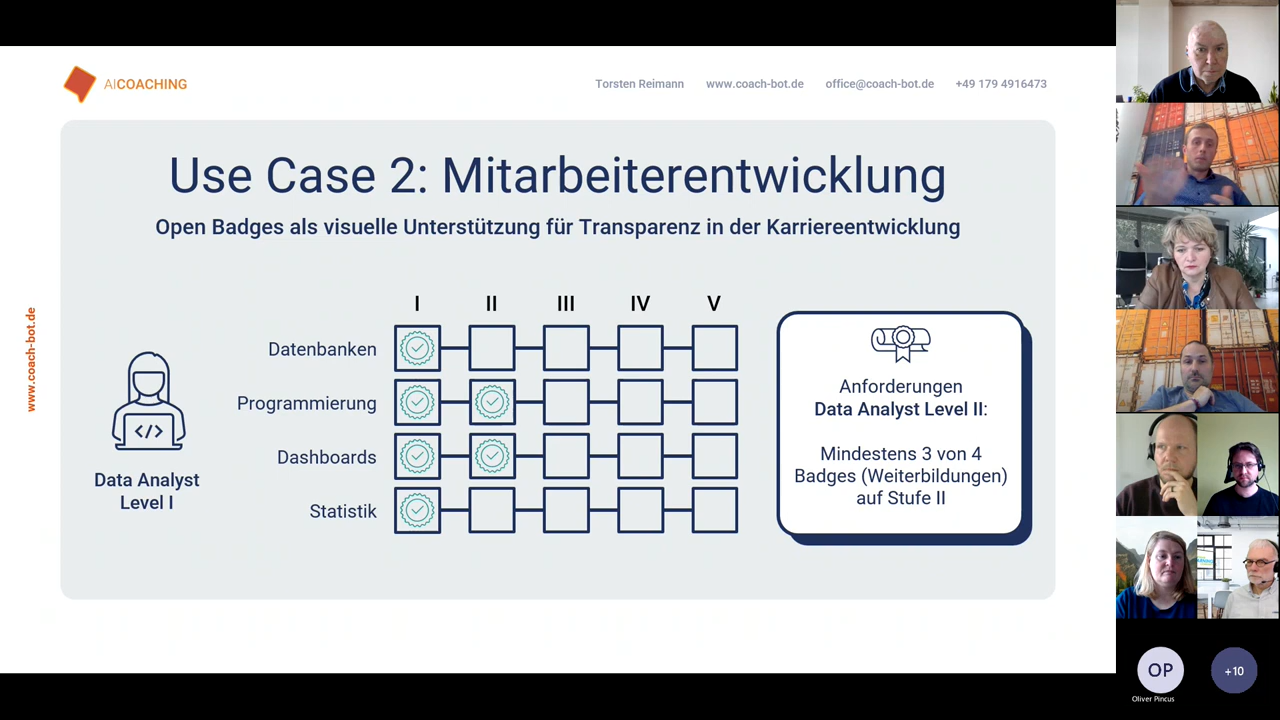 AICOACHING
Torsten Reimann www.coach-bot.de office@coach-bot.de +49 179 4916473
Use Case 2: Mitarbeiterentwicklung
Open Badges als visuelle Unterstützung für Transparenz in der Karriereentwicklung
www.coach-bot.de
I II III IV V
Datenbanken
Programmierung
Dashboards
Statistik
</>
Data Analyst
Level I
Anforderungen
Data Analyst Level II:
Mindestens 3 von 4
Badges (Weiterbildungen)
auf Stufe II
OP
Oliver Pincus
+10